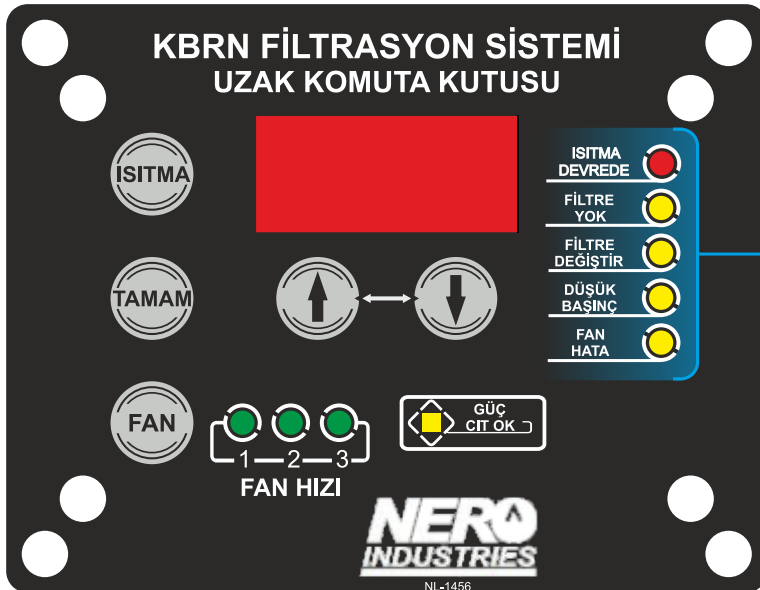 KBRN FİLTRASYON SİSTEMİ
UZAK KOMUTA KUTUSU
ISITMA
ISITMA
DEVREDE
FİLTRE
YOK
FİLTRE
DEĞİŞTİR
TAMAM
DÜŞÜK
BAŞINÇ
FAN
HATA
FAN
1 2 3
FAN HIZI
GÜÇ
CIT OK
NERO
INDUSTRIES
NL-1456